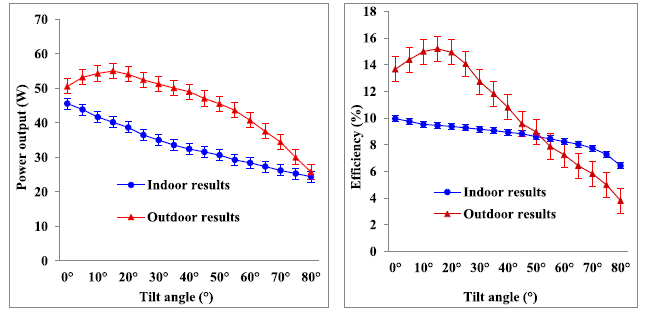 70
60
50
40
30
20
10
0
Power output (W)
Indoor results
Outdoor results
0° 10° 20° 30° 40° 50° 60° 70° 80°
Tilt angle (°)
18
16
14
12
10
8
6
4
2
0
Efficiency (%)
Indoor results
Outdoor results
0° 10° 20° 30° 40° 50° 60° 70° 80°
Tilt angle (°)